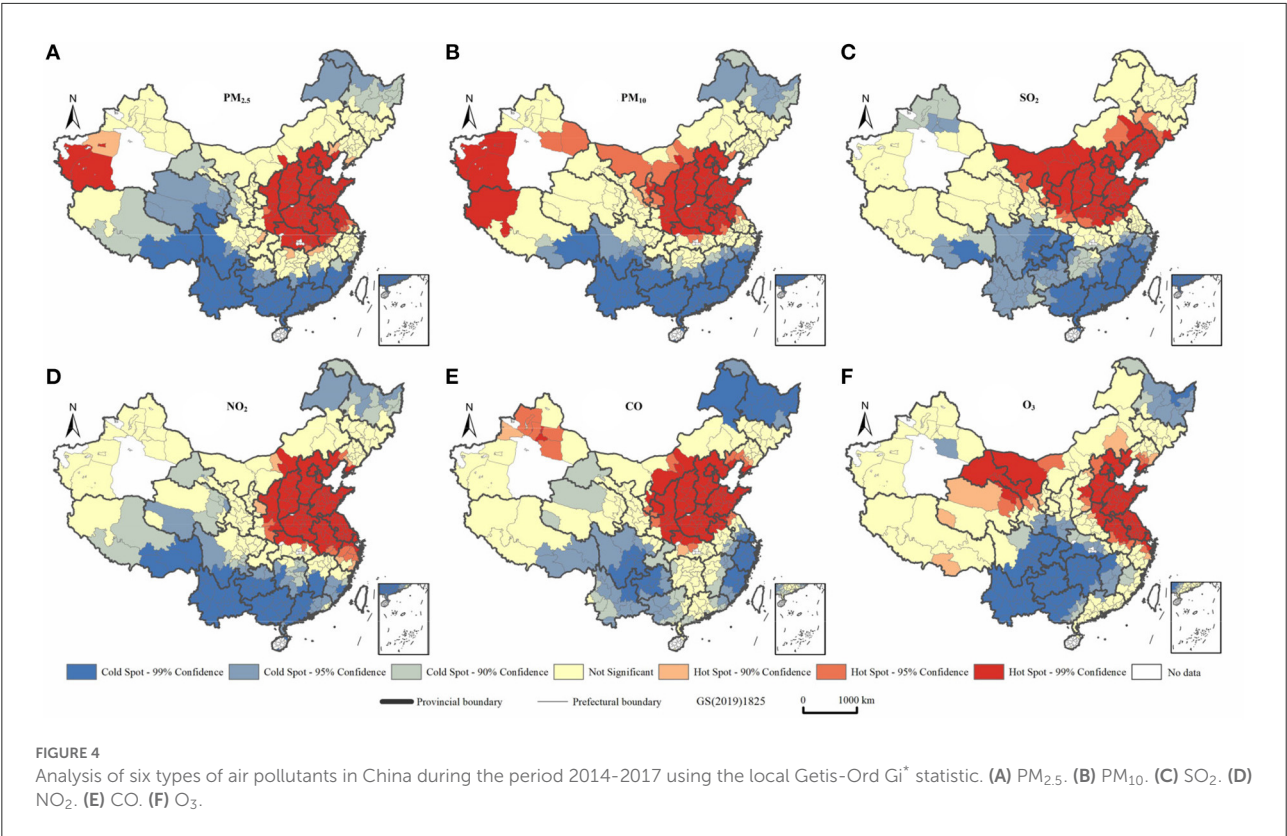 A
B
C
N
PM2.5
N
PM10
N
SO2
D
E
F
N
NO2
N
CO
N
O3
Cold Spot - 99% Confidence Cold Spot - 95% Confidence Cold Spot - 90% Confidence Not Significant Hot Spot - 90% Confidence Hot Spot - 95% Confidence Hot Spot - 99% Confidence No data
Provincial boundary Prefectural boundary GS(2019)1825 0 1000 km
FIGURE 4
Analysis of six types of air pollutants in China during the period 2014-2017 using the local Getis-Ord Gi* statistic. (A) PM2.5. (B) PM10. (C) SO2. (D)
NO2. (E) CO. (F) O3.